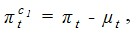 π_t^{c_1} = π_t − μ_t ,